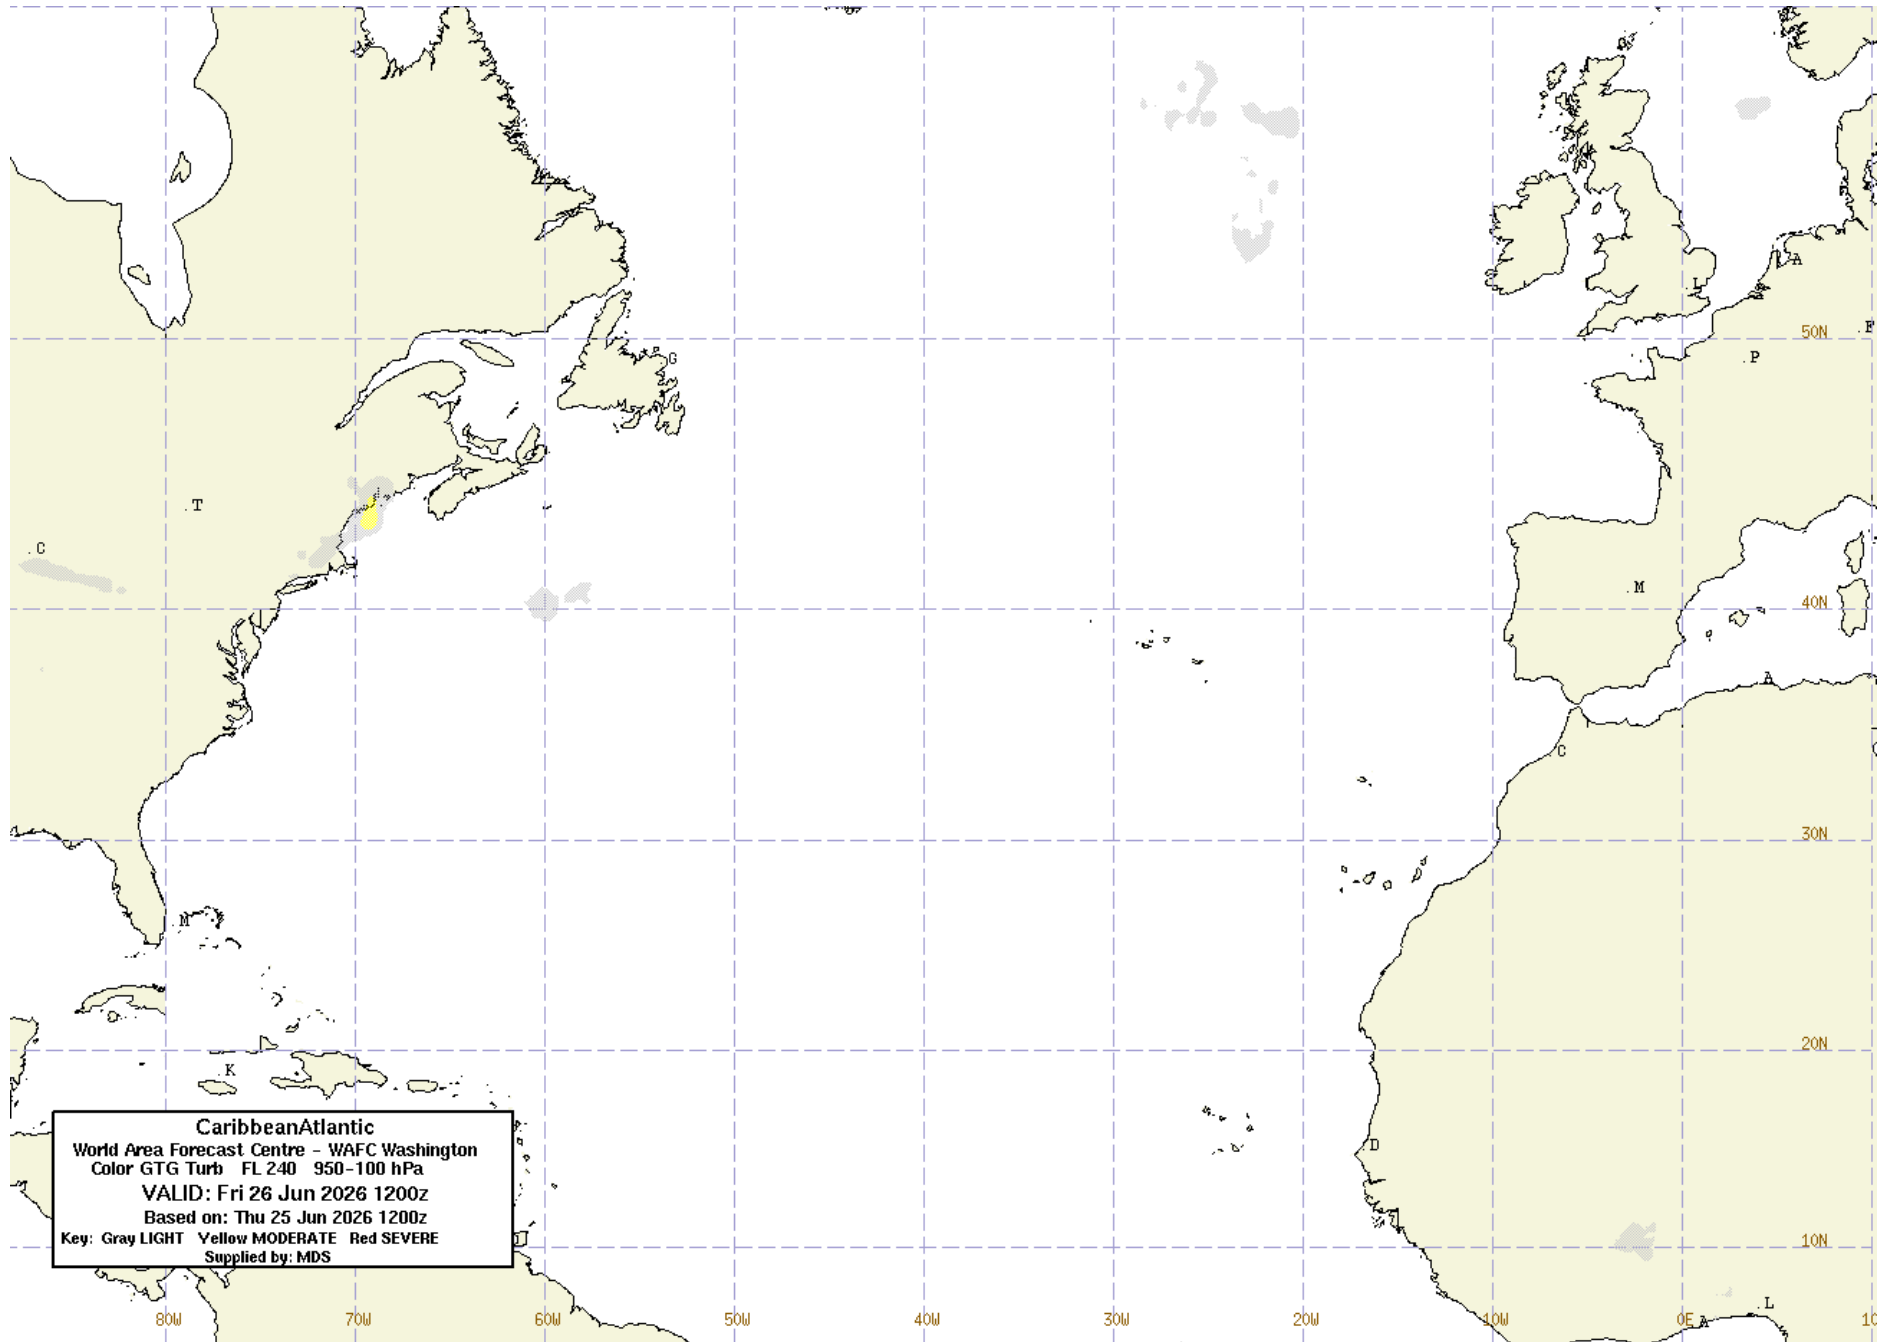 A
L
50N
F
G
P
T
C
M
40N
A
C
C
30N
M
20N
K
CaribbeanAtlantic
World Area Forecast Centre - WAFC Washington
Color GTG Turb FL 240 950-100 hPa
VALID: Fri 26 Jun 2026 1200z
Based on: Thu 25 Jun 2026 1200z
Key: Gray LIGHT Yellow MODERATE Red SEVERE
Supplied by: MDS
D
10N
L
80W 70W 60W 50W 40W 30W 20W 10W 0E A 10